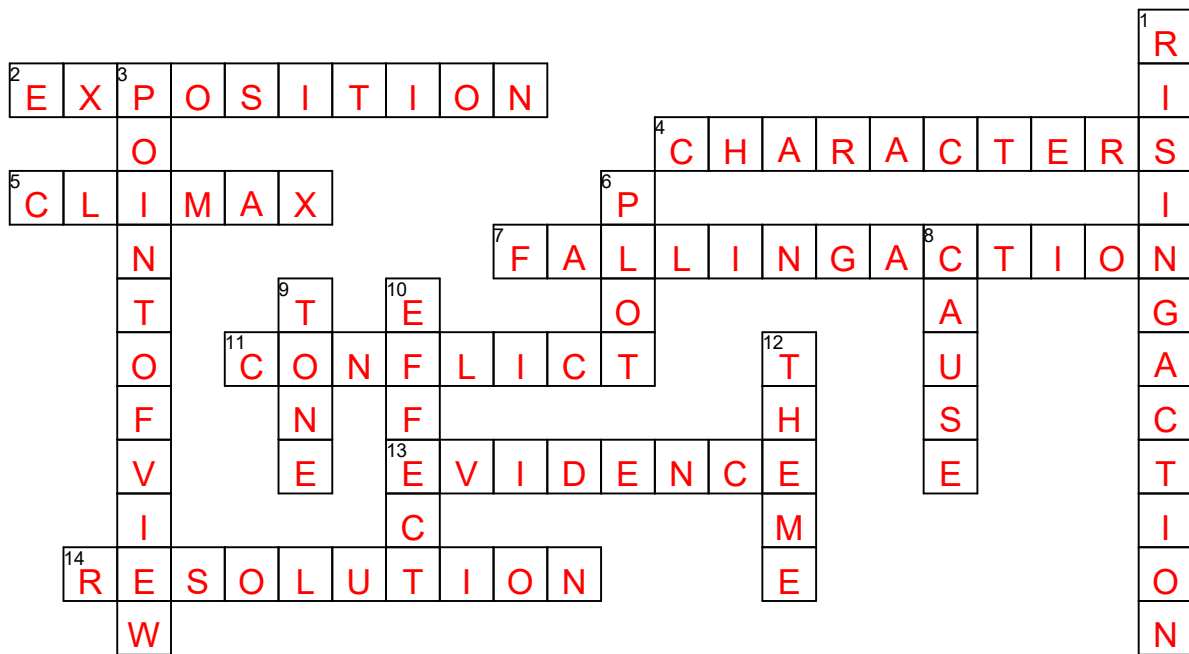 1 R
2 E X 3 P O S I T I O N I
O 4 C H A R A C T E R S
5 C L I M A X 6 P I
N 7 F A L L I N G A 8 C T I O N
T 9 T 10 E O A G
O 11 C O N F L I C T 12 T U A
F N F H S C
V E 13 E V I D E N C E E T
I C M I
14 R E S O L U T I O N E O
W N